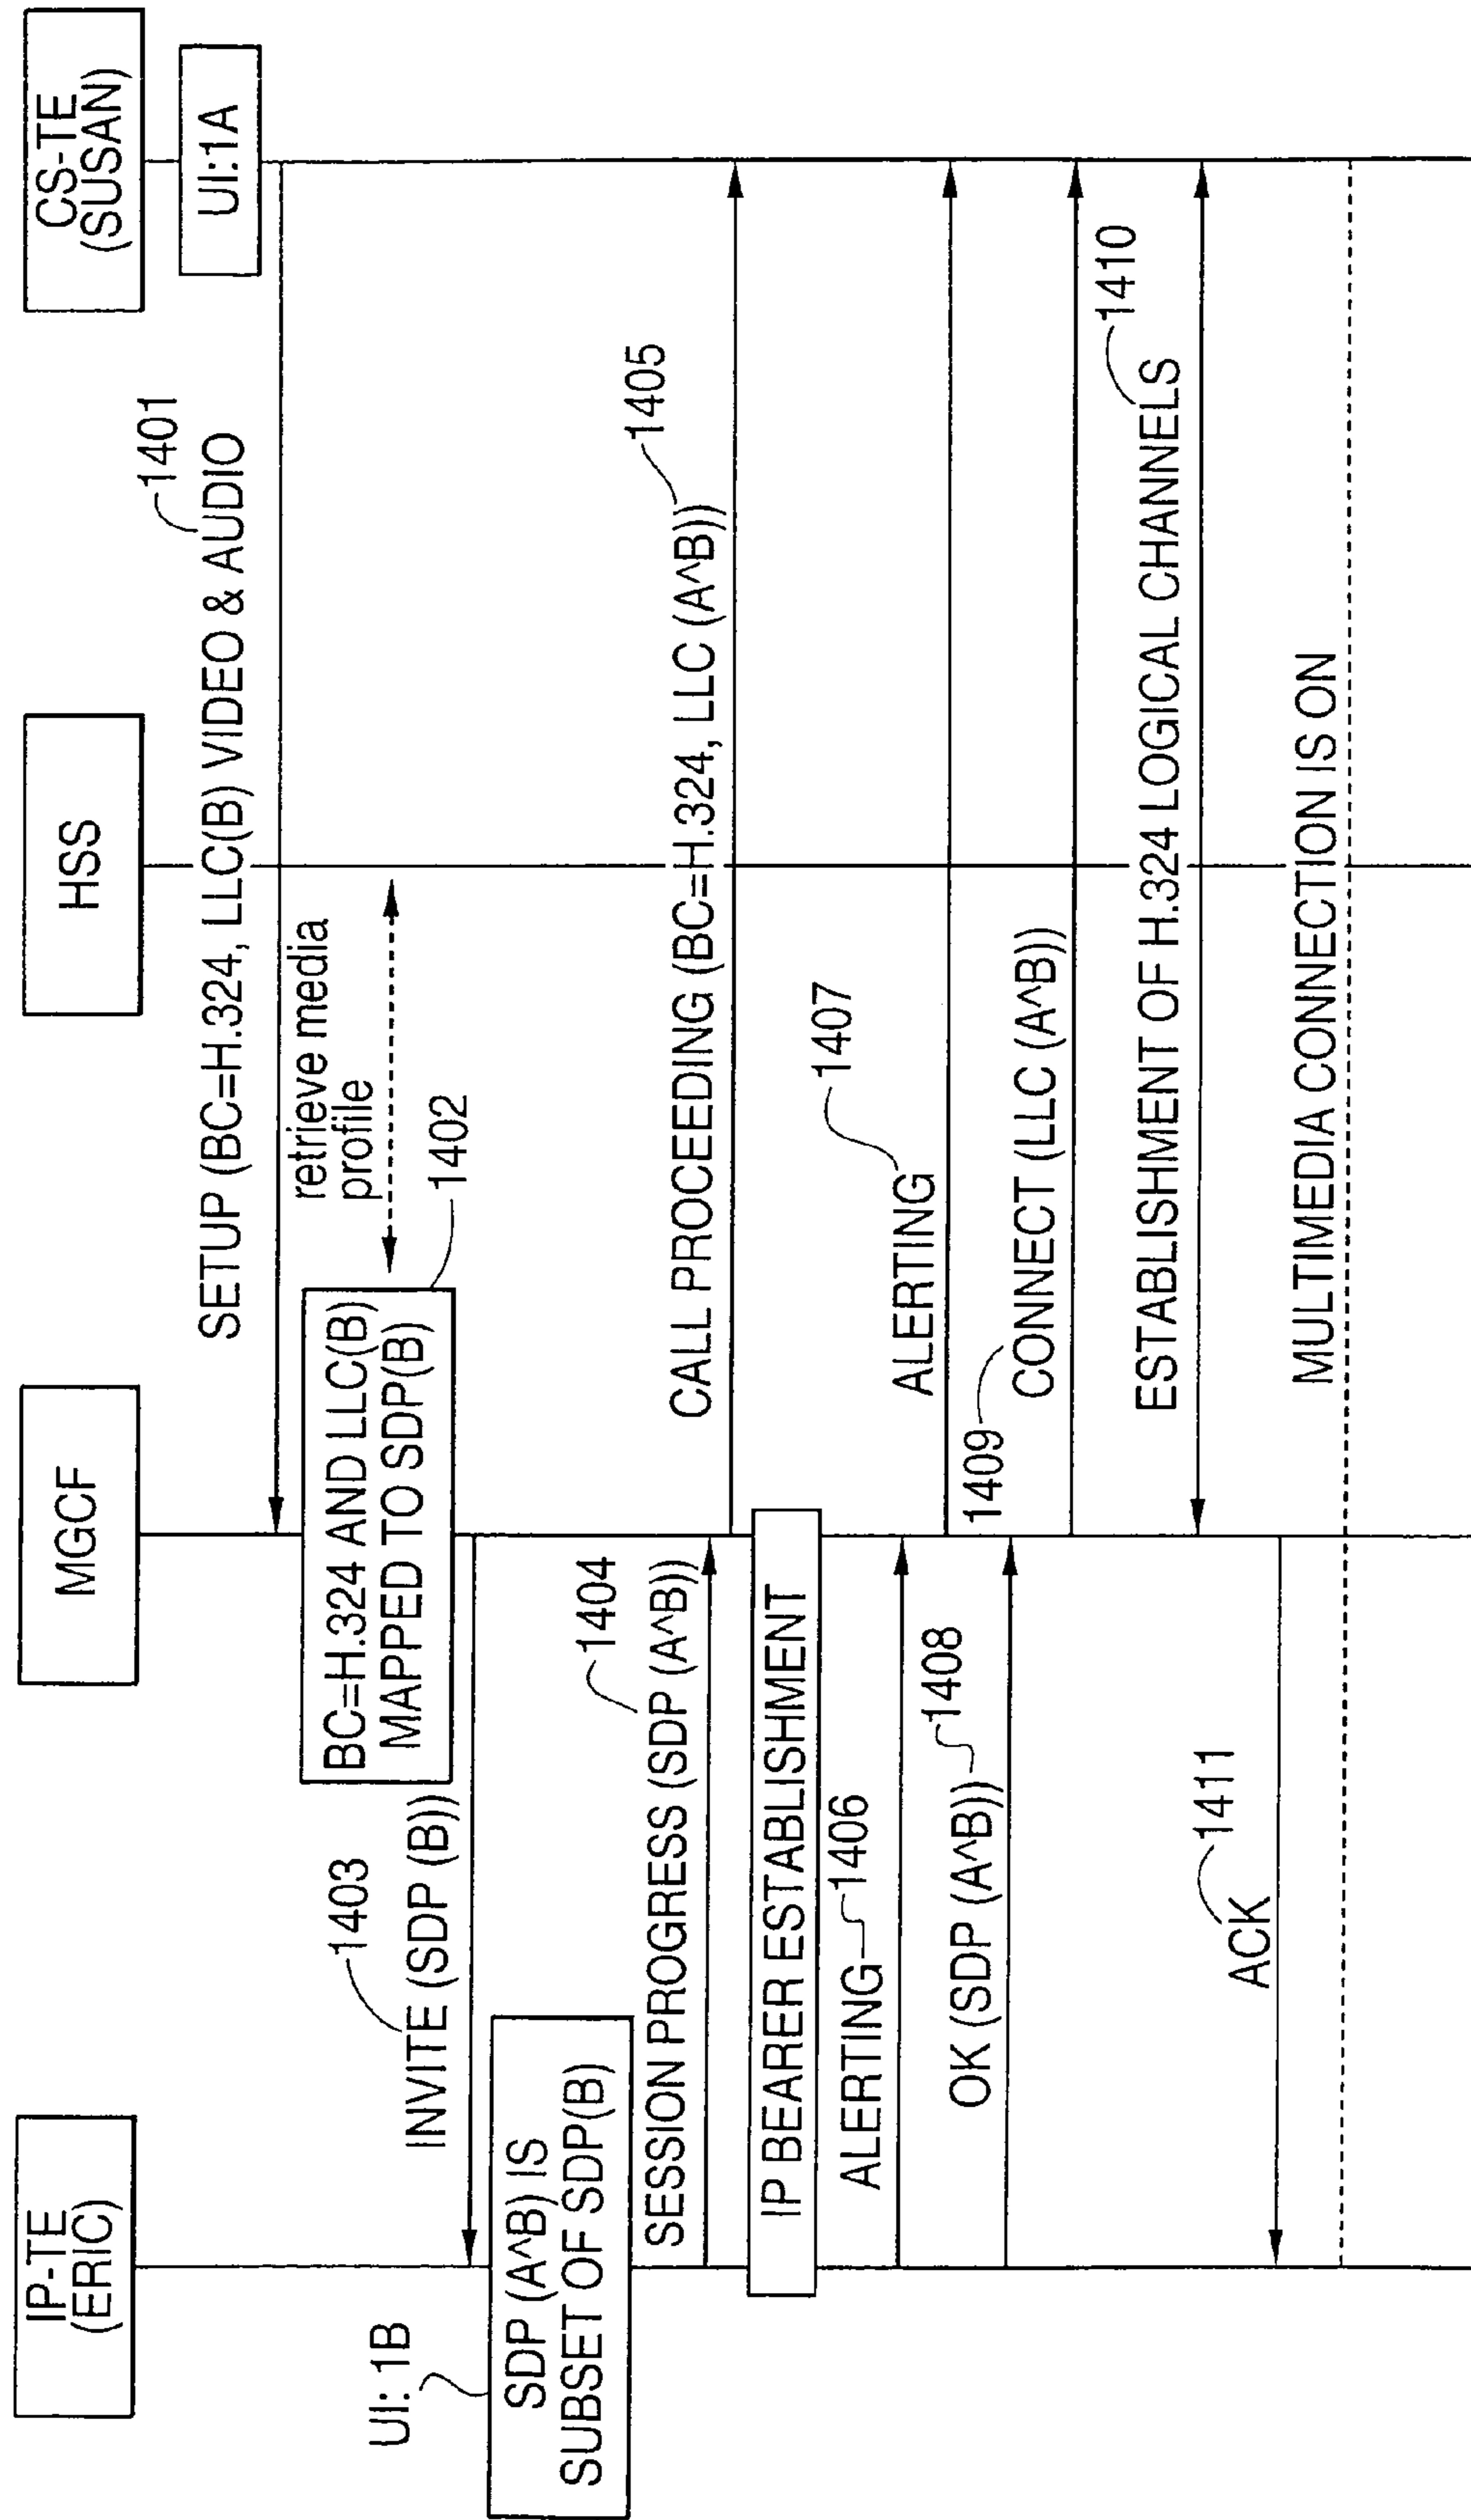 IP-TE
(ERIC)
MGCF
HSS
CS-TE
(SUSAN)
UI:1A
1401
SETUP (BC=H.324, LLC(B) VIDEO & AUDIO
retrieve media
profile
BC=H.324 AND LLC(B)
MAPPED TO SDP(B)
1402
1403
INVITE (SDP (B))
UI: 1B
SDP (A^B) IS
SUBSET OF SDP(B)
1404
SESSION PROGRESS (SDP (A^B))
1405
CALL PROCEEDING (BC=H.324, LLC (A^B))
IP BEARER ESTABLISHMENT
ALERTING
1406
1407
ALERTING
OK (SDP (A^B))
1408
1409
CONNECT (LLC (A^B))
1410
ESTABLISHMENT OF H.324 LOGICAL CHANNELS
1411
ACK
MULTIMEDIA CONNECTION IS ON